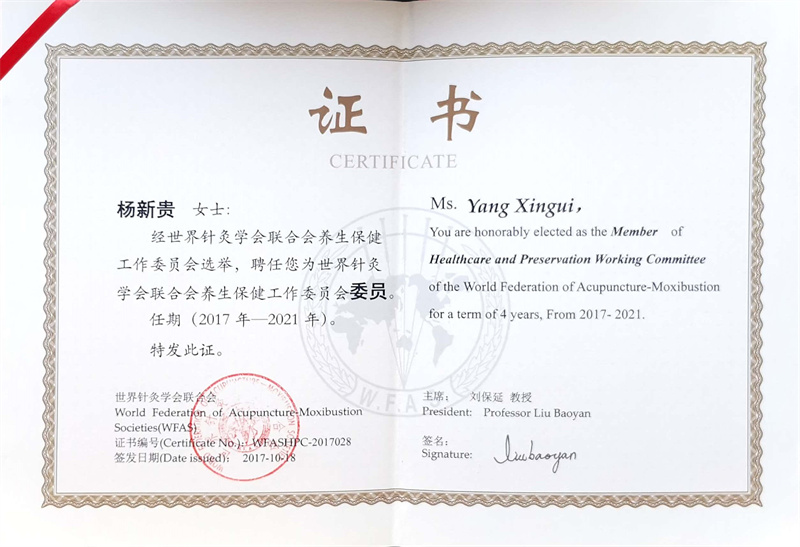 证 书
CERTIFICATE
杨新贵 女士:
经世界针灸学会联合会养生保健
工作委员会选举，聘任您为世界针灸
学会联合会养生保健工作委员会委员。
任期（2017 年—2021 年）。
特发此证。
世界针灸学会联合会
World Federation of Acupuncture-Moxibustion
Societies(WFAS)
证书编号(Certificate No.): WFASHPC-2017028
签发日期(Date issued): 2017-10-18
Ms. Yang Xingui,
You are honorably elected as the Member of
Healthcare and Preservation Working Committee
of the World Federation of Acupuncture-Moxibustion
for a term of 4 years, From 2017- 2021.
W.F.A.S
主席: 刘保延 教授
President: Professor Liu Baoyan
签名:
Signature: Liubaoyan